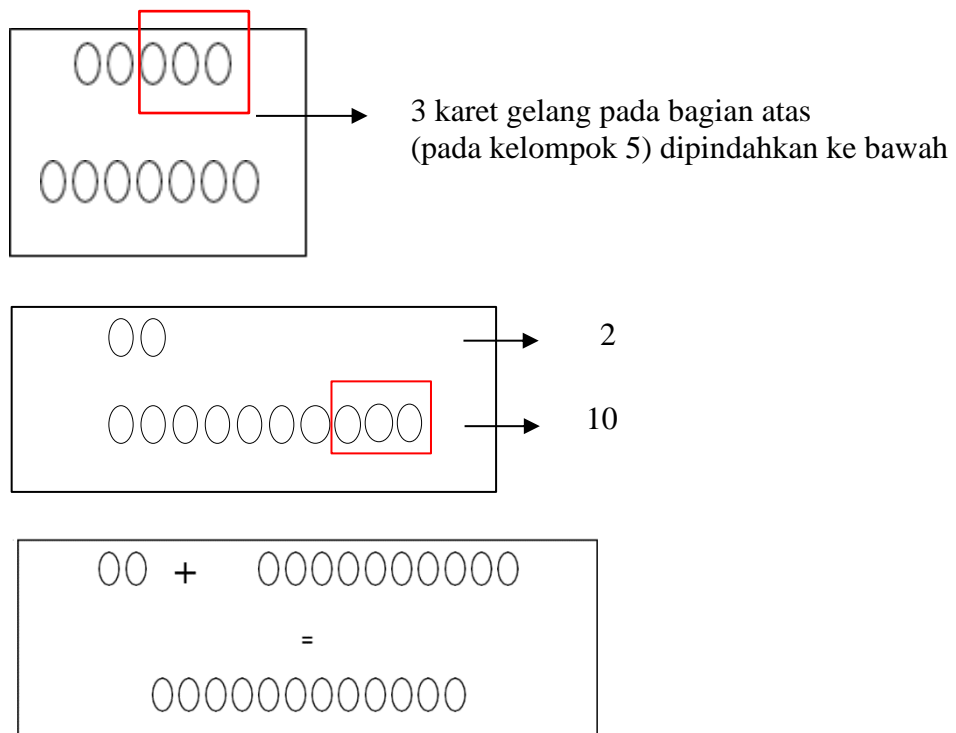 3 karet gelang pada bagian atas
(pada kelompok 5) dipindahkan ke bawah
2
10
+
=